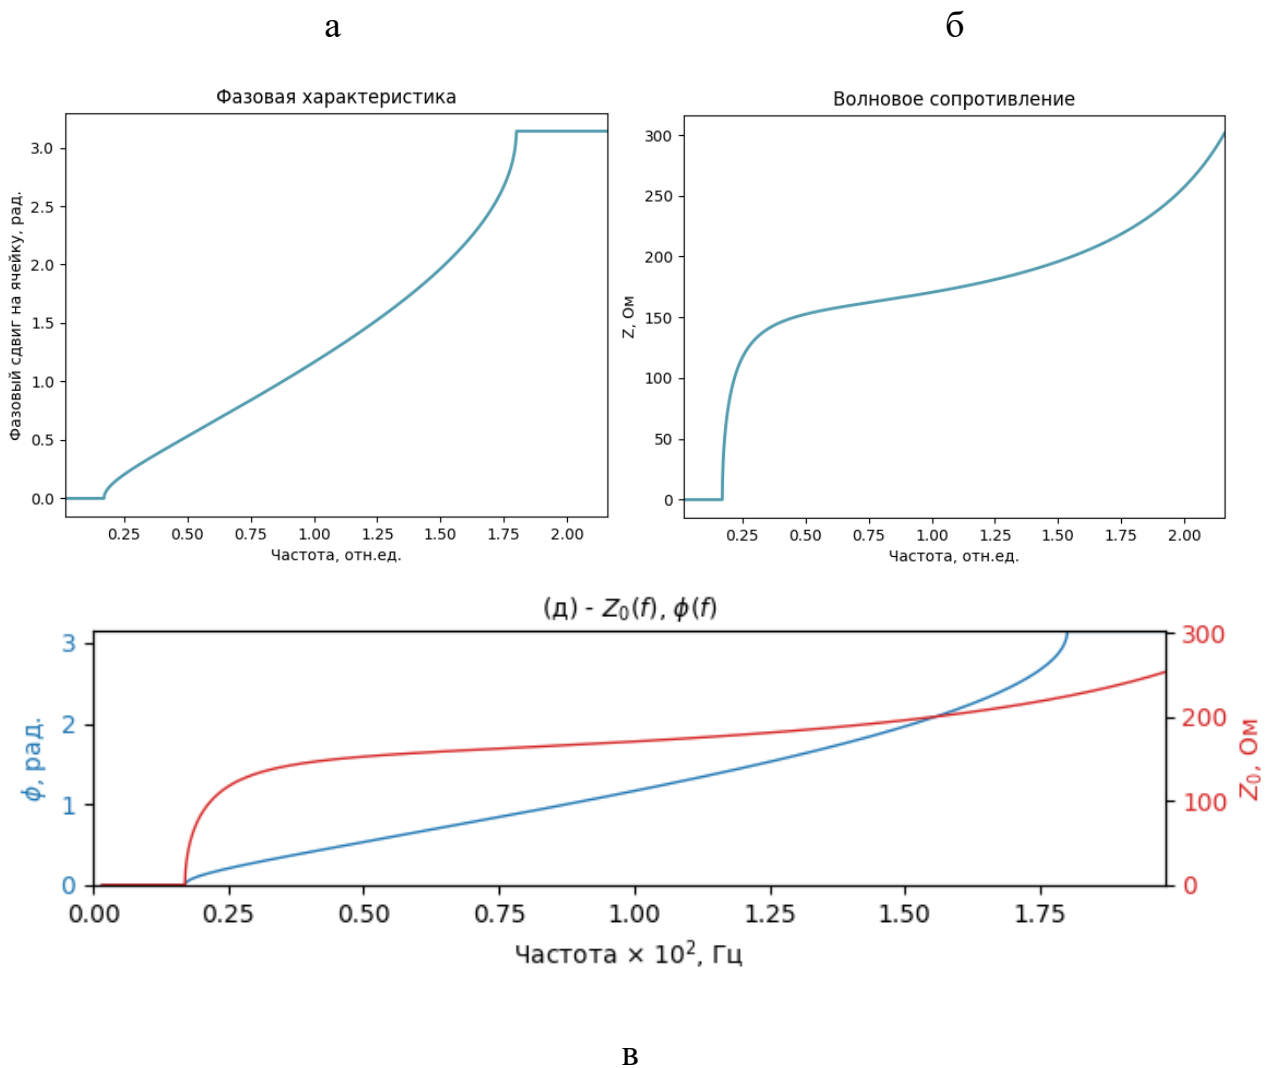 а
б
Фазовая характеристика
Фазовый сдвиг на ячейку, рад.
3.0
2.5
2.0
1.5
1.0
0.5
0.0
0.25 0.50 0.75 1.00 1.25 1.50 1.75 2.00
Частота, отн.ед.
Волновое сопротивление
Z, Ом
300
250
200
150
100
50
0
0.25 0.50 0.75 1.00 1.25 1.50 1.75 2.00
Частота, отн.ед.
(д) - Z₀(f), ϕ(f)
ϕ, рад.
3
2
1
0
300
200
100
0
Z₀, Ом
0.00 0.25 0.50 0.75 1.00 1.25 1.50 1.75
Частота × 10², Гц
в